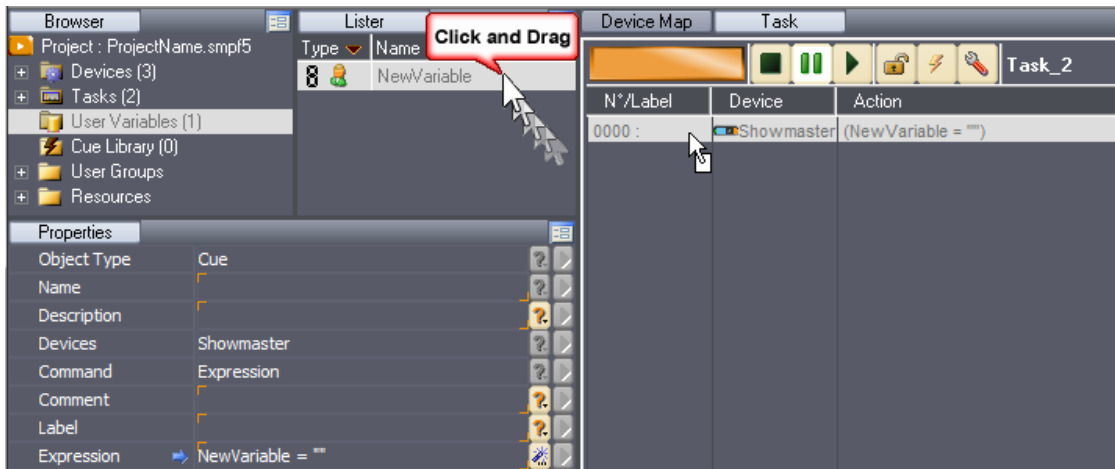 Browser
Project : ProjectName.smpf5
Devices (3)
Tasks (2)
User Variables (1)
Cue Library (0)
User Groups
Resources
Lister
Type Name
8 NewVariable
Click and Drag
Properties
Object Type Cue
Name
Description
Devices Showmaster
Command Expression
Comment
Label
Expression NewVariable = ""
Device Map Task
Task_2
N°/Label Device Action
0000 : Showmaster (NewVariable = "")